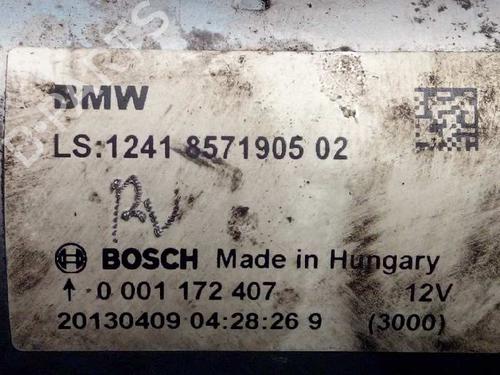 BMW
LS:1241 8571905 02
12V
BOSCH Made in Hungary
↑ 0 001 172 407 12V
20130409 04:28:26 9 (3000)